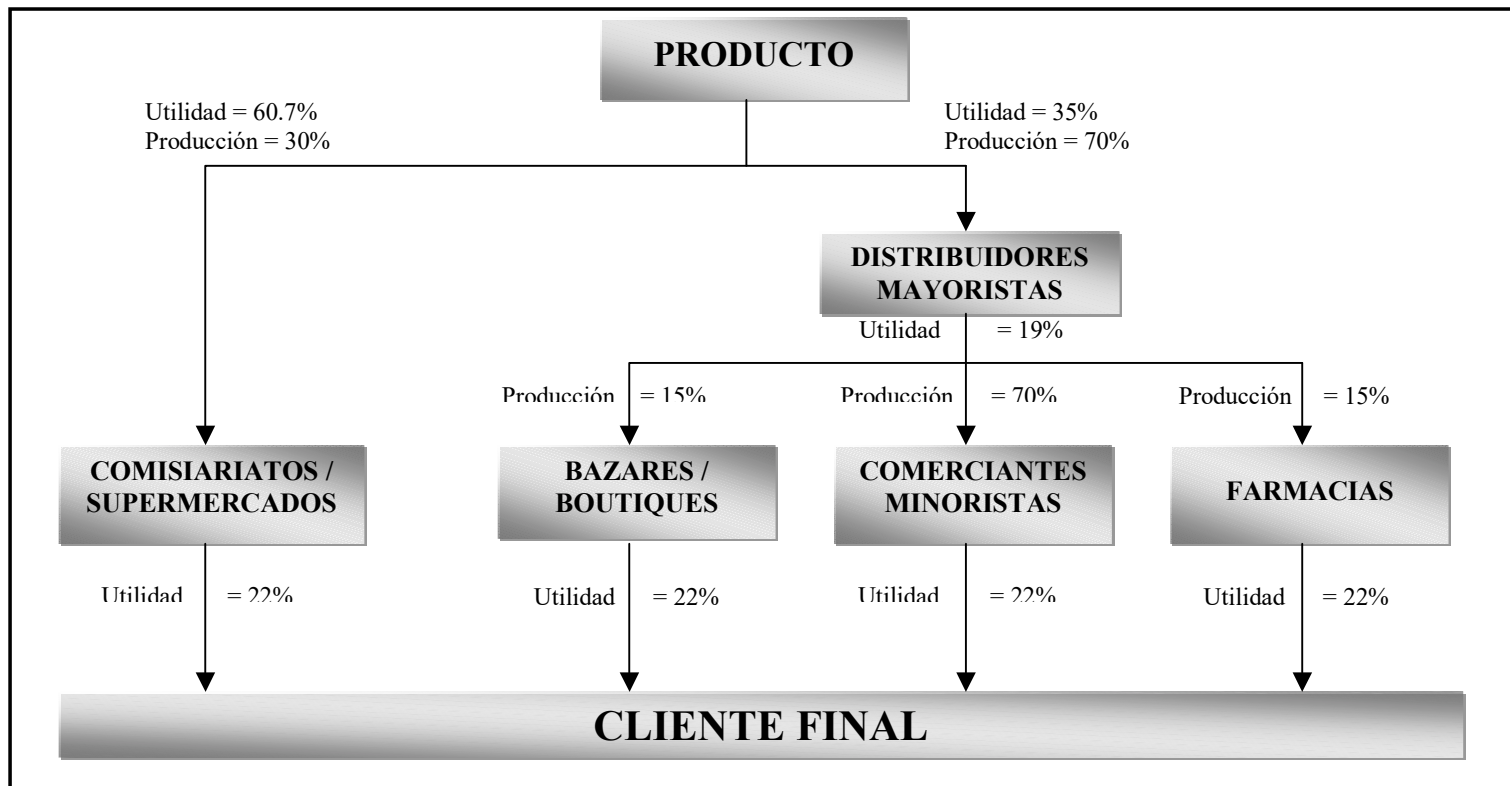 PRODUCTO
Utilidad = 60.7%
Producción = 30%
Utilidad = 35%
Producción = 70%
DISTRIBUIDORES
MAYORISTAS
Utilidad = 19%
Producción = 15%
Producción = 70%
Producción = 15%
COMISIARIATOS /
SUPERMERCADOS
BAZARES /
BOUTIQUES
COMERCIANTES
MINORISTAS
FARMACIAS
Utilidad = 22%
Utilidad = 22%
Utilidad = 22%
Utilidad = 22%
CLIENTE FINAL